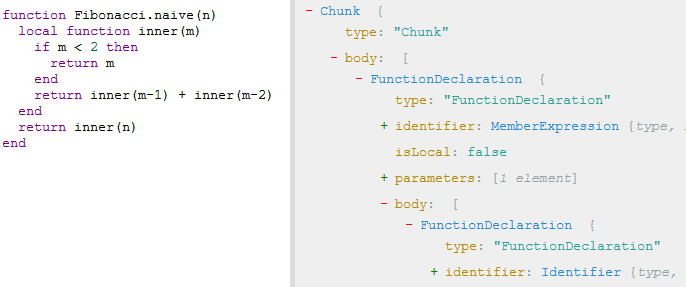 function Fibonacci.naive(n)
local function inner(m)
if m < 2 then
return m
end
return inner(m-1) + inner(m-2)
end
return inner(n)
end
- Chunk {
type: "Chunk"
- body: [
- FunctionDeclaration {
type: "FunctionDeclaration"
+ identifier: MemberExpression {type,
isLocal: false
+ parameters: [1 element]
- body: [
- FunctionDeclaration {
type: "FunctionDeclaration"
+ identifier: Identifier {type,